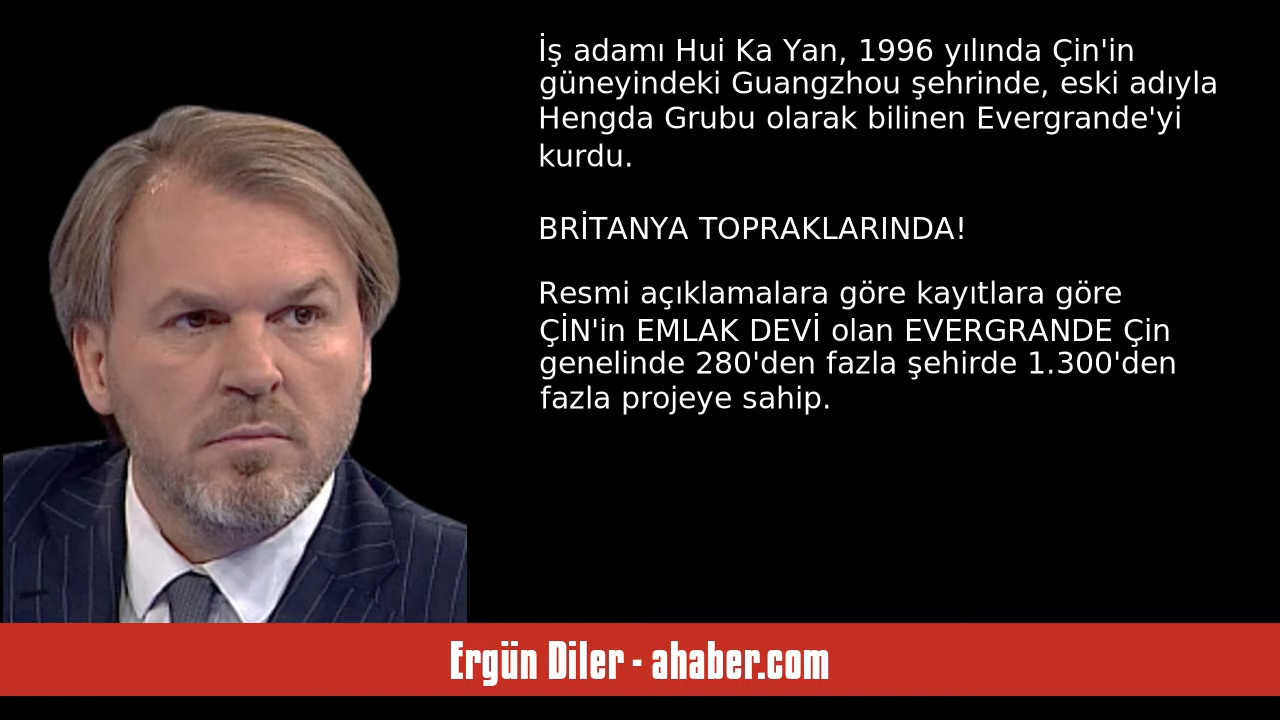 İş adamı Hui Ka Yan, 1996 yılında Çin'in
güneyindeki Guangzhou şehrinde, eski adıyla
Hengda Grubu olarak bilinen Evergrande'yi
kurdu.
BRİTANYA TOPRAKLARINDA!
Resmi açıklamalara göre kayıtlara göre
ÇİN'in EMLAK DEVİ olan EVERGRANDE Çin
genelinde 280'den fazla şehirde 1.300'den
fazla projeye sahip.
Ergün Diler - ahaber.com